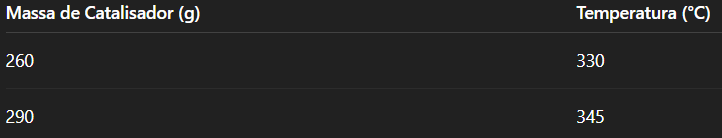 Massa de Catalisador (g) Temperatura (°C)
260 330
290 345